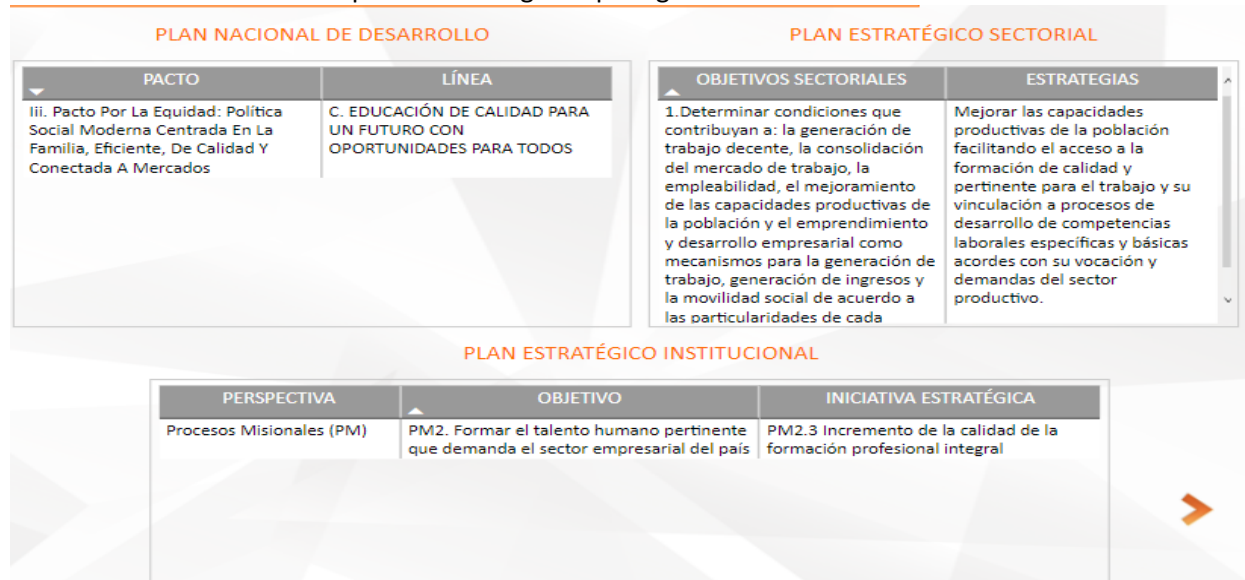 PLAN NACIONAL DE DESARROLLO
PACTO
LÍNEA
Iii. Pacto Por La Equidad: Política
Social Moderna Centrada En La
Familia, Eficiente, De Calidad Y
Conectada A Mercados
C. EDUCACIÓN DE CALIDAD PARA
UN FUTURO CON
OPORTUNIDADES PARA TODOS
PLAN ESTRATÉGICO SECTORIAL
OBJETIVOS SECTORIALES
ESTRATEGIAS
1.Determinar condiciones que
contribuyan a: la generación de
trabajo decente, la consolidación
del mercado de trabajo, la
empleabilidad, el mejoramiento
de las capacidades productivas de
la población y el emprendimiento
y desarrollo empresarial como
mecanismos para la generación de
trabajo, generación de ingresos y
la movilidad social de acuerdo a
las particularidades de cada
Mejorar las capacidades
productivas de la población
facilitando el acceso a la
formación de calidad y
pertinente para el trabajo y su
vinculación a procesos de
desarrollo de competencias
laborales específicas y básicas
acordes con su vocación y
demandas del sector
productivo.
PLAN ESTRATÉGICO INSTITUCIONAL
PERSPECTIVA
OBJETIVO
INICIATIVA ESTRATÉGICA
Procesos Misionales (PM)
PM2. Formar el talento humano pertinente
que demanda el sector empresarial del país
PM2.3 Incremento de la calidad de la
formación profesional integral